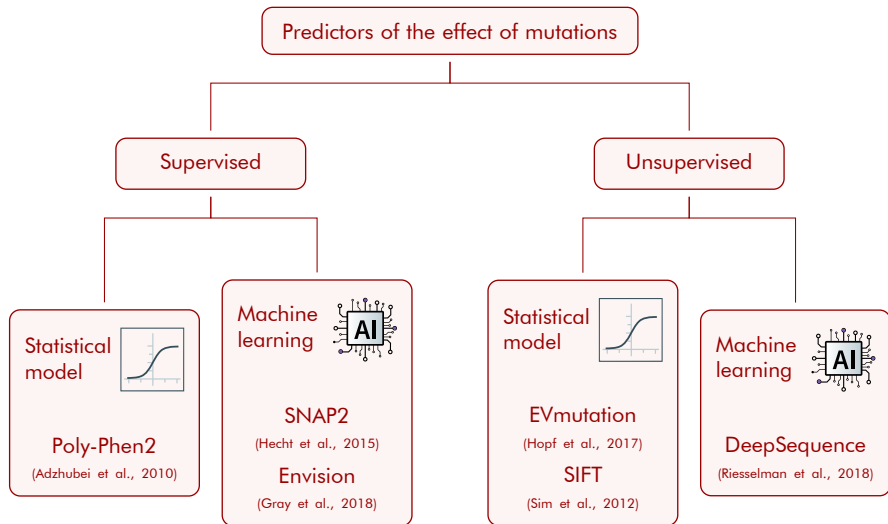 Predictors of the effect of mutations
Supervised
Unsupervised
Statistical
model
Poly-Phen2
(Adzhubei et al., 2010)
Machine
learning
AI
SNAP2
(Hecht et al., 2015)
Envision
(Gray et al., 2018)
Statistical
model
EVmutation
(Hopf et al., 2017)
SIFT
(Sim et al., 2012)
Machine
learning
AI
DeepSequence
(Riesselman et al., 2018)